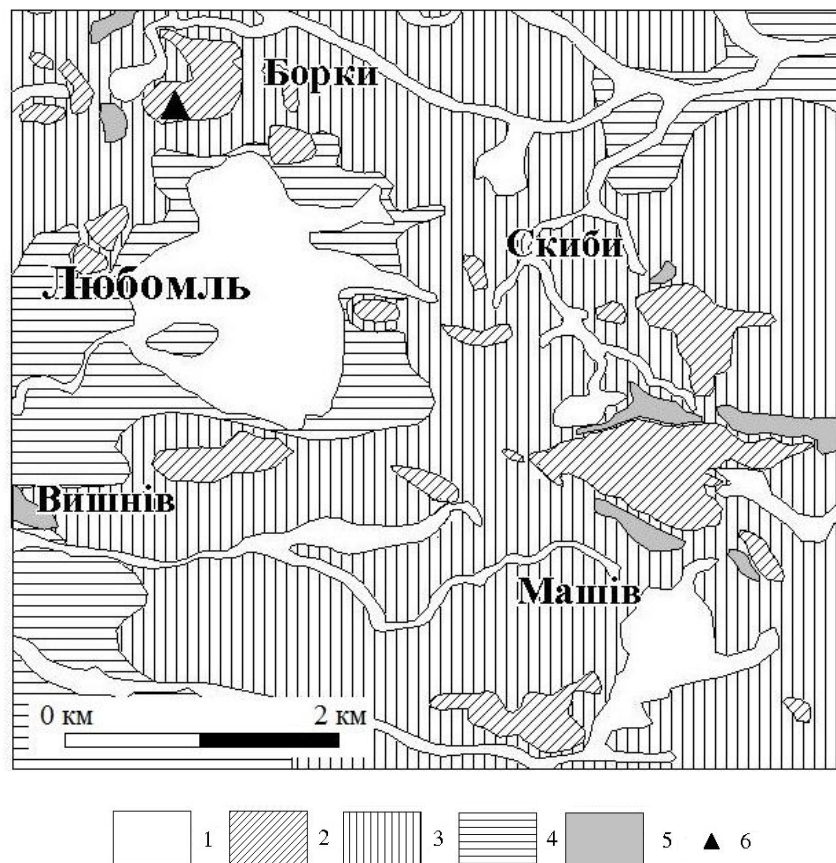 Борки
Скиби
Любомль
Вишнів
Машів
0 км 2 км
1 2 3 4 5 6